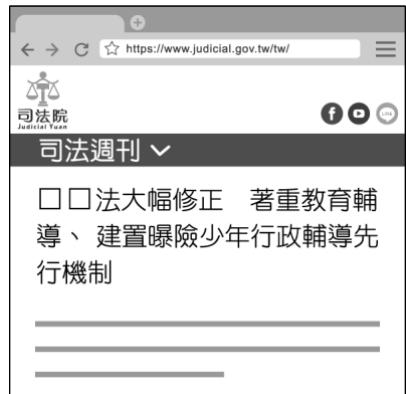 https://www.judicial.gov.tw/tw/
司法院
Judicial Yuan
f
LINE
司法週刊
□□法大幅修正 著重教育輔
導、建置曝險少年行政輔導先
行機制